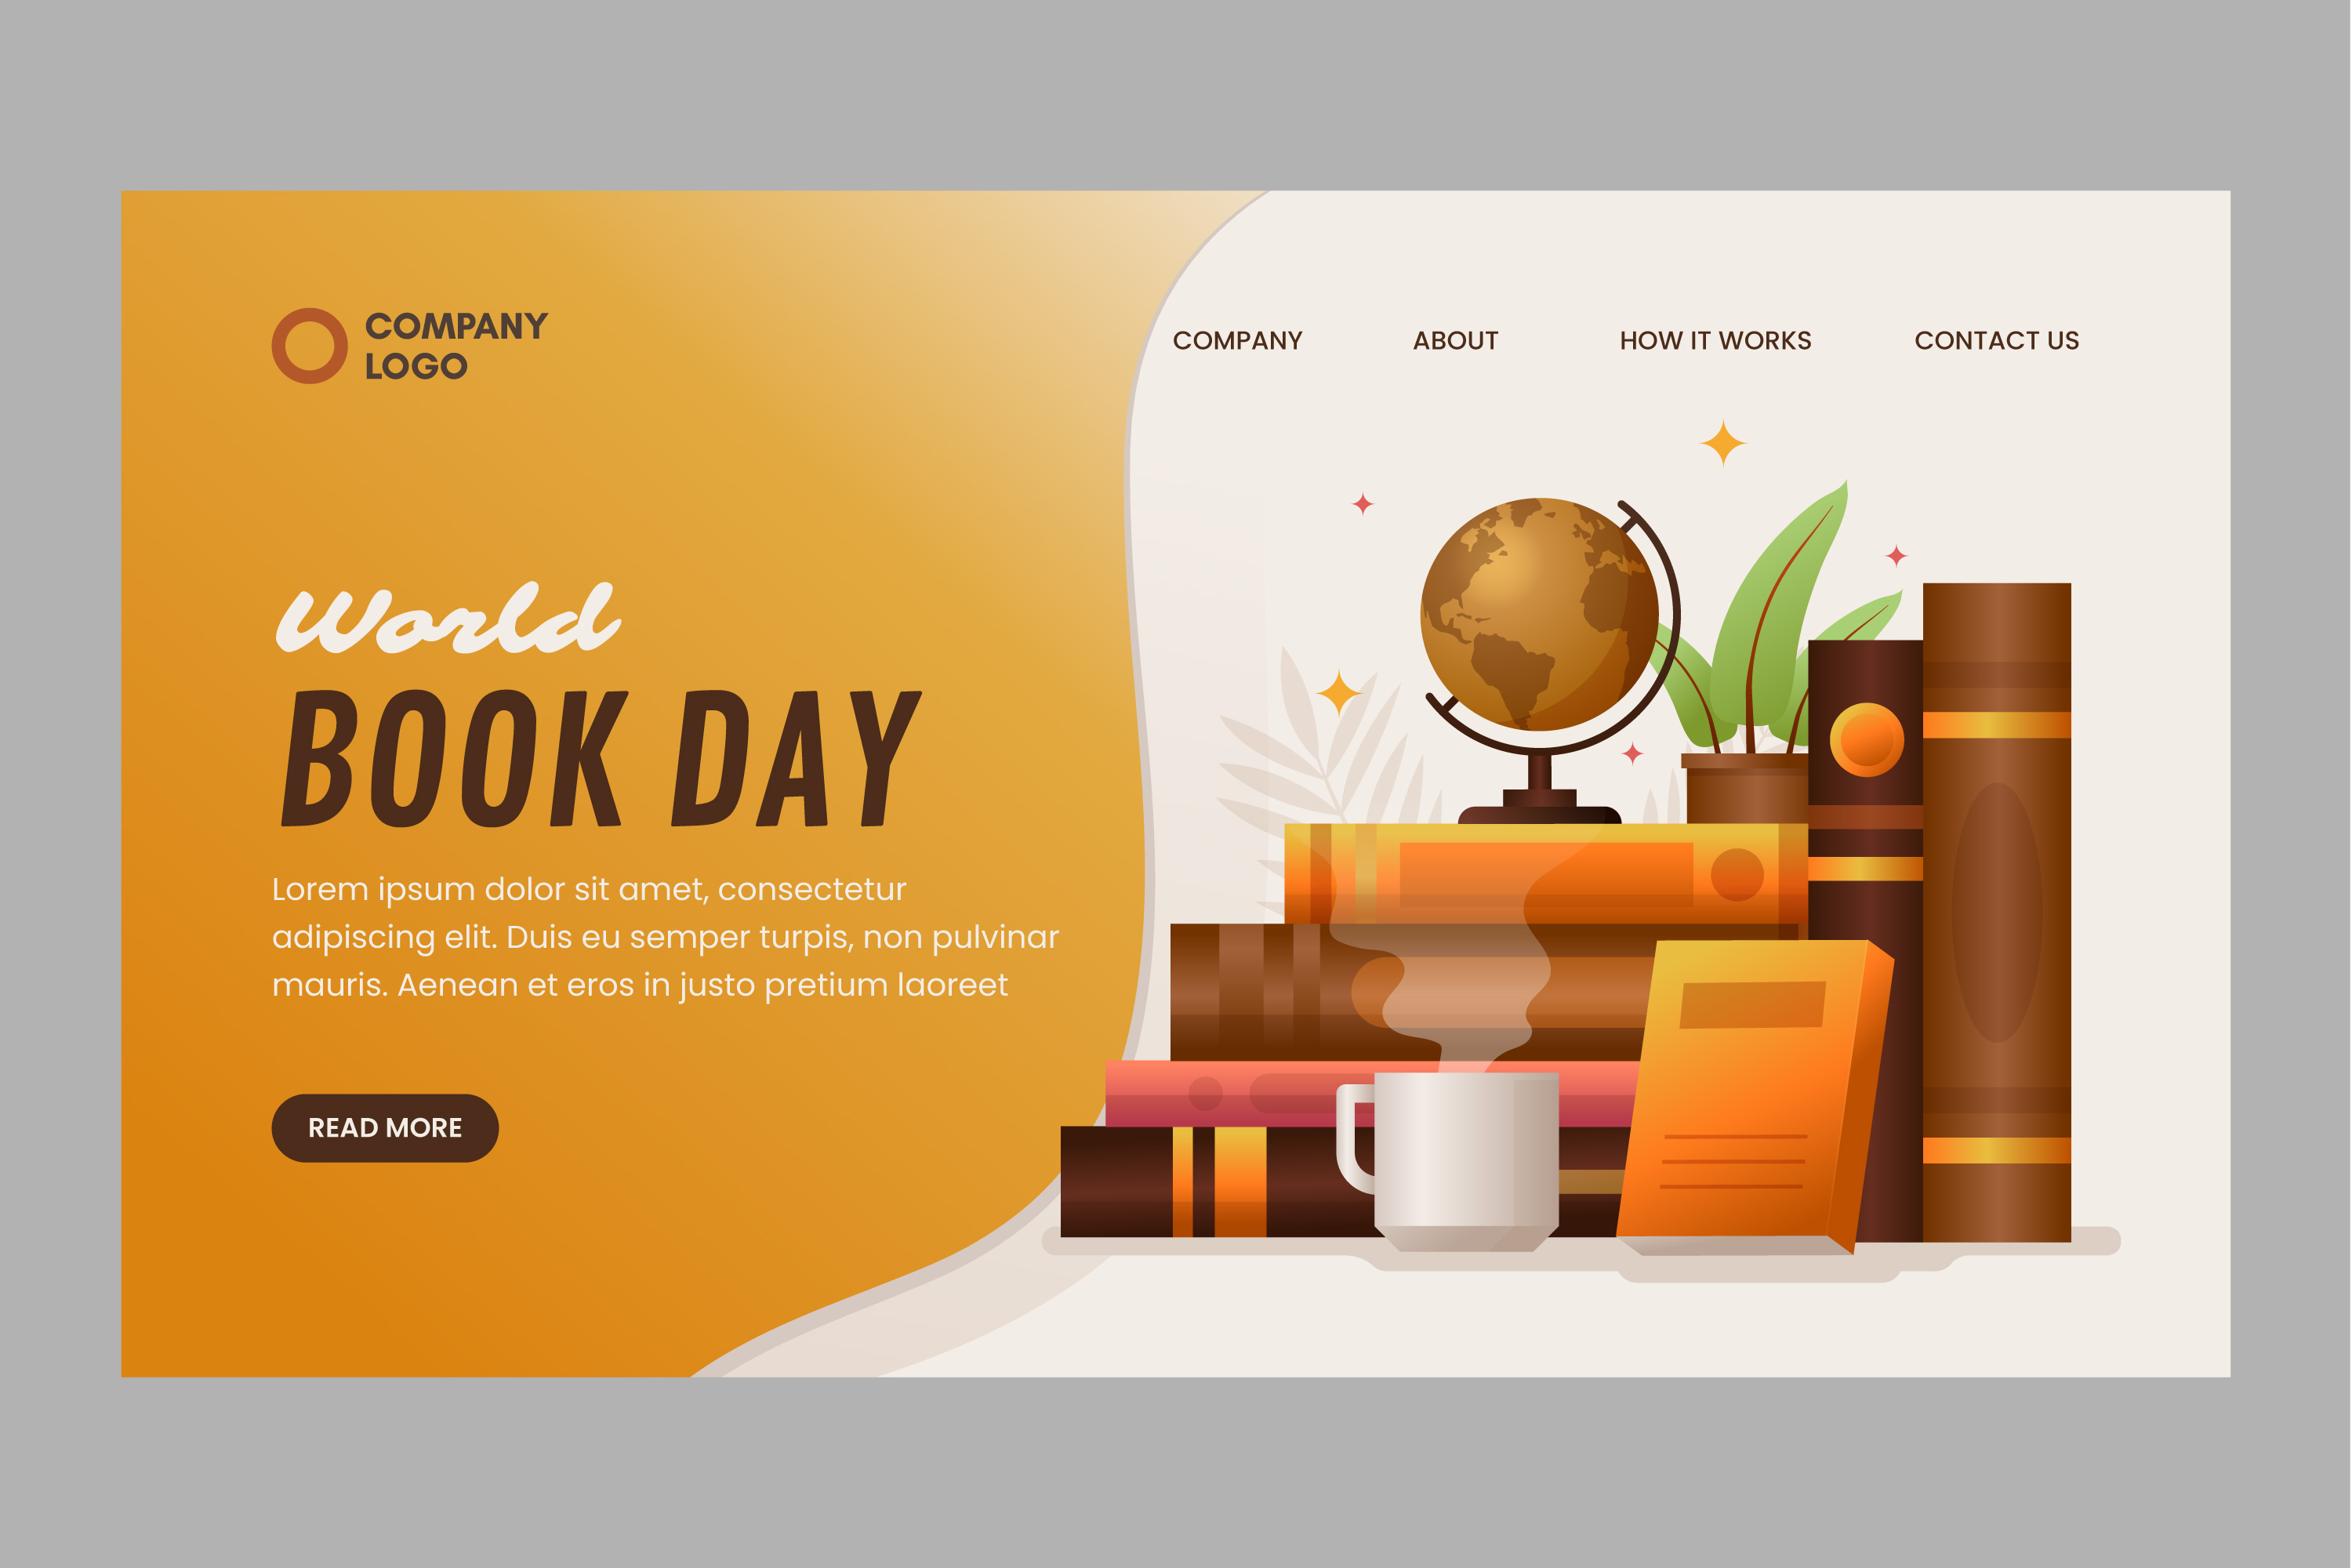 COMPANY
LOGO
COMPANY ABOUT HOW IT WORKS CONTACT US
World
BOOK DAY
Lorem ipsum dolor sit amet, consectetur
adipiscing elit. Duis eu semper turpis, non pulvinar
mauris. Aenean et eros in justo pretium laoreet
READ MORE